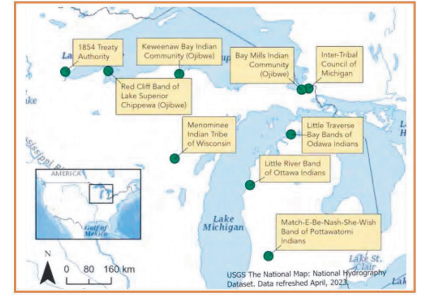 1854 Treaty
Authority
Keweenaw Bay Indian
Community (Ojibwe)
Bay Mills Indian
Community
(Ojibwe)
Inter-Tribal
Council of
Michigan
Red Cliff Band of
Lake Superior
Chippewa (Ojibwe)
Menominee
Indian Tribe
of Wisconsin
Little Traverse
Bay Bands of
Odawa Indians
Little River Band
of Ottawa Indians
Match-E-Be-Nash-She-Wish
Band of Pottawatomi
Indians
Lake
Michigan
Lake St.
Clair
AMERICA
Gulf of
Mexico
N
0 80 160 km
USGS The National Map: National Hydrography
Dataset. Data refreshed April, 2023.